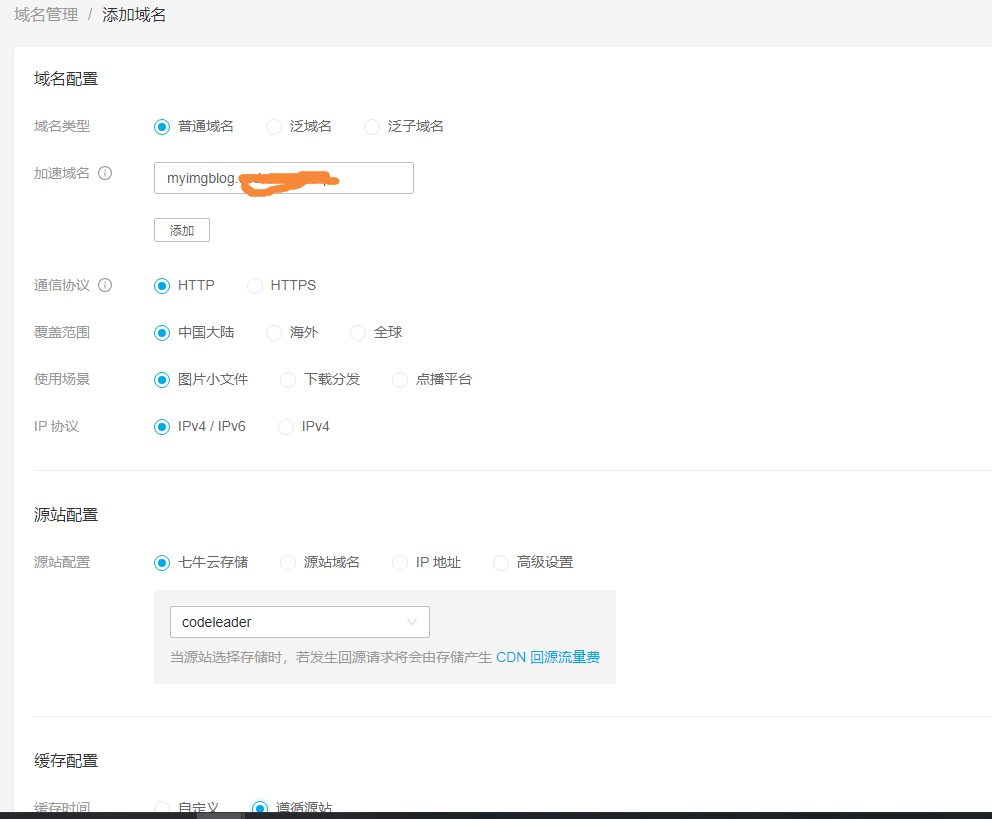 域名管理 / 添加域名
域名配置
域名类型 普通域名 泛域名 泛子域名
加速域名 myimgblog.
添加
通信协议 HTTP HTTPS
覆盖范围 中国大陆 海外 全球
使用场景 图片小文件 下载分发 点播平台
IP 协议 IPv4 / IPv6 IPv4
源站配置
源站配置 七牛云存储 源站域名 IP 地址 高级设置
codeleader
当源站选择存储时，若发生回源请求将会由存储产生 CDN 回源流量费
缓存配置
缓存时间 自定义 遵循源站